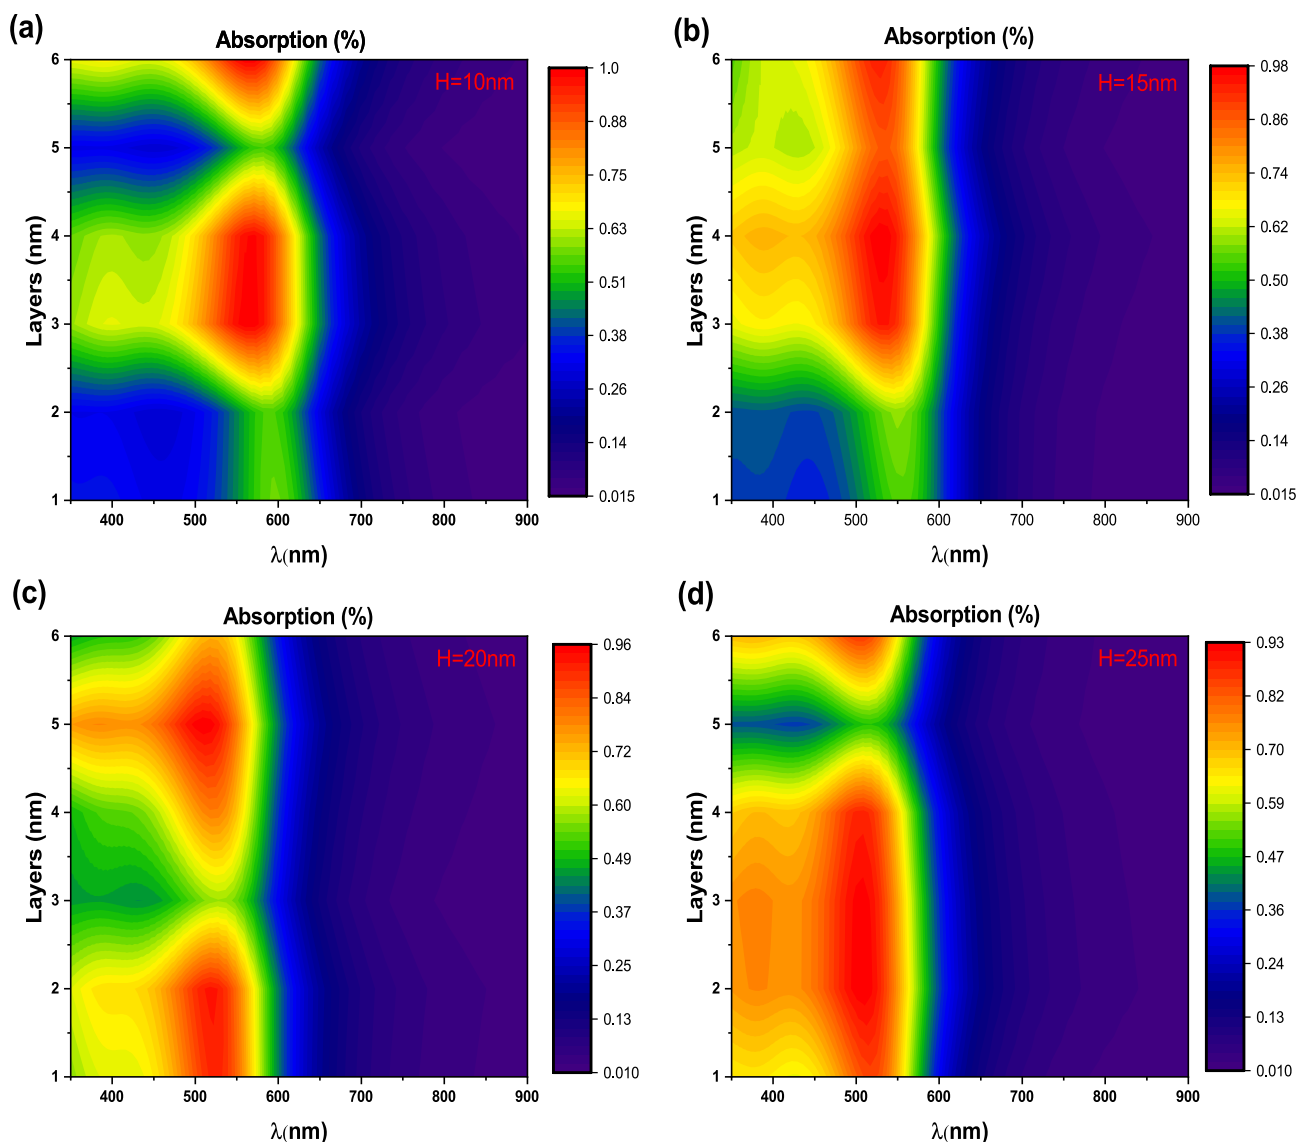 (a)
Absorption (%)
H=10nm
Layers (nm)
6
5
4
3
2
1
400 500 600 700 800 900
λ(nm)
1.0
0.88
0.75
0.63
0.51
0.38
0.26
0.14
0.015
(b)
Absorption (%)
H=15nm
Layers (nm)
6
5
4
3
2
1
400 500 600 700 800 900
λ(nm)
0.98
0.86
0.74
0.62
0.50
0.38
0.26
0.14
0.015
(c)
Absorption (%)
H=20nm
Layers (nm)
6
5
4
3
2
1
400 500 600 700 800 900
λ(nm)
0.96
0.84
0.72
0.60
0.49
0.37
0.25
0.13
0.010
(d)
Absorption (%)
H=25nm
Layers (nm)
6
5
4
3
2
1
400 500 600 700 800 900
λ(nm)
0.93
0.82
0.70
0.59
0.47
0.36
0.24
0.13
0.010